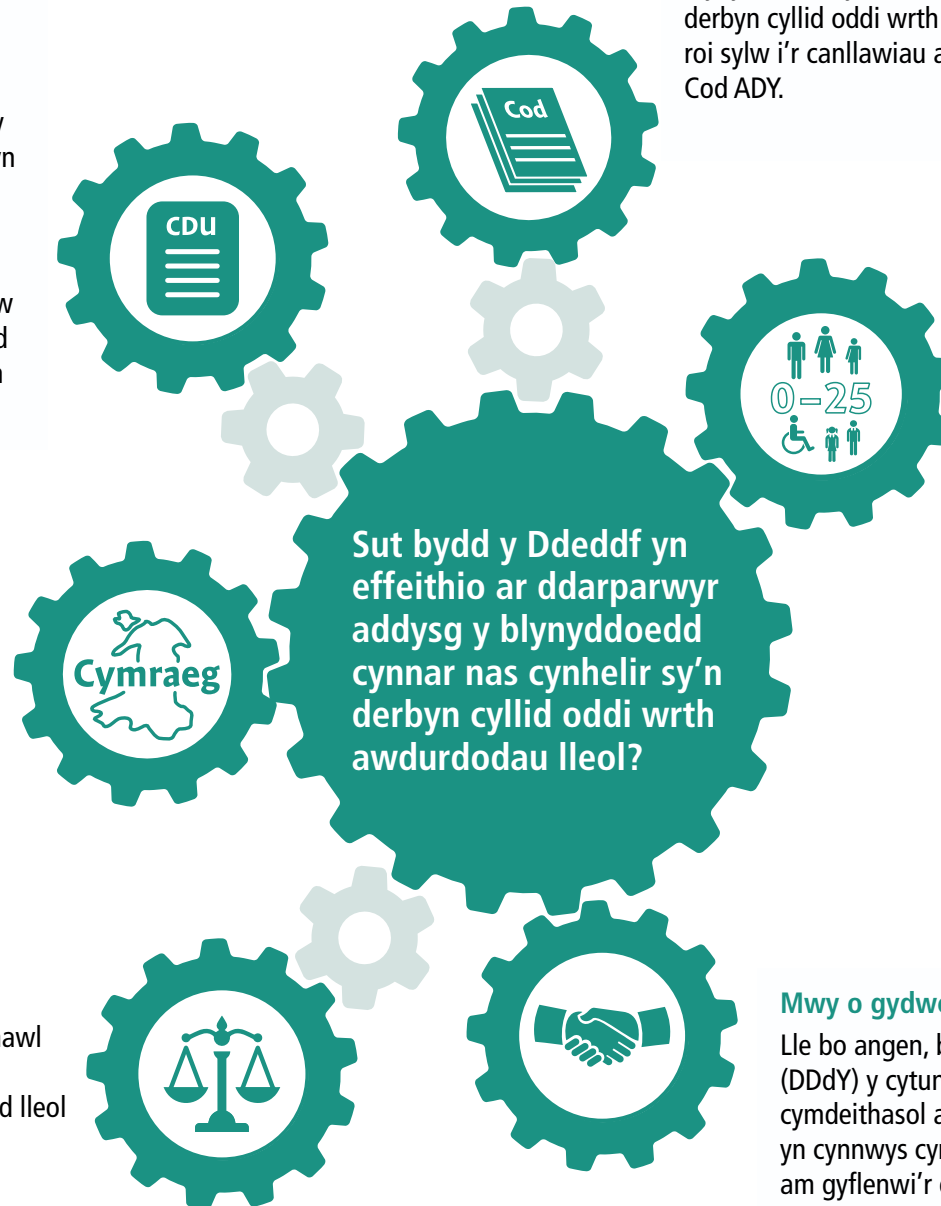 derbyn cyllid oddi wrth
roi sylw i'r canllawiau a
Cod ADY.
Cod
CDU
0–25
Cymraeg
Sut bydd y Ddeddf yn
effeithio ar ddarparwyr
addysg y blynyddoedd
cynnar nas cynhelir sy'n
derbyn cyllid oddi wrth
awdurdodau lleol?
d lleol
Mwy o
Lle bo angen,
(DDdY) y
cymdeithasol a
yn cynnwys
am gyflenwi'r